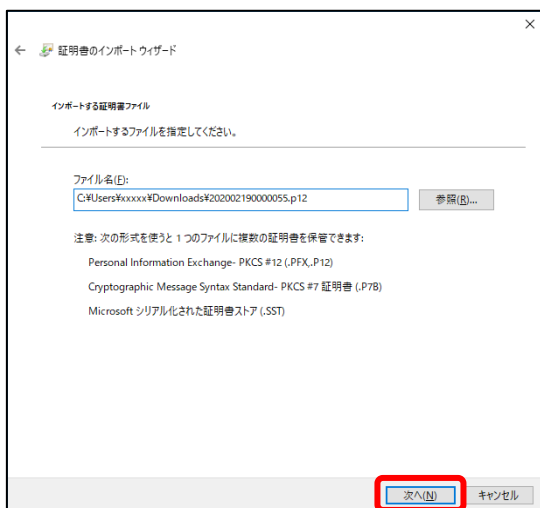 証明書のインポート ウィザード
インポートする証明書ファイル
インポートするファイルを指定してください。
ファイル名(F):
C:¥Users¥xxxxx¥Downloads¥202002190000055.p12
参照(R)...
注意: 次の形式を使うと 1 つのファイルに複数の証明書を保管できます:
Personal Information Exchange- PKCS #12 (.PFX,.P12)
Cryptographic Message Syntax Standard- PKCS #7 証明書 (.P7B)
Microsoft シリアル化された証明書ストア (.SST)
次へ(N)
キャンセル